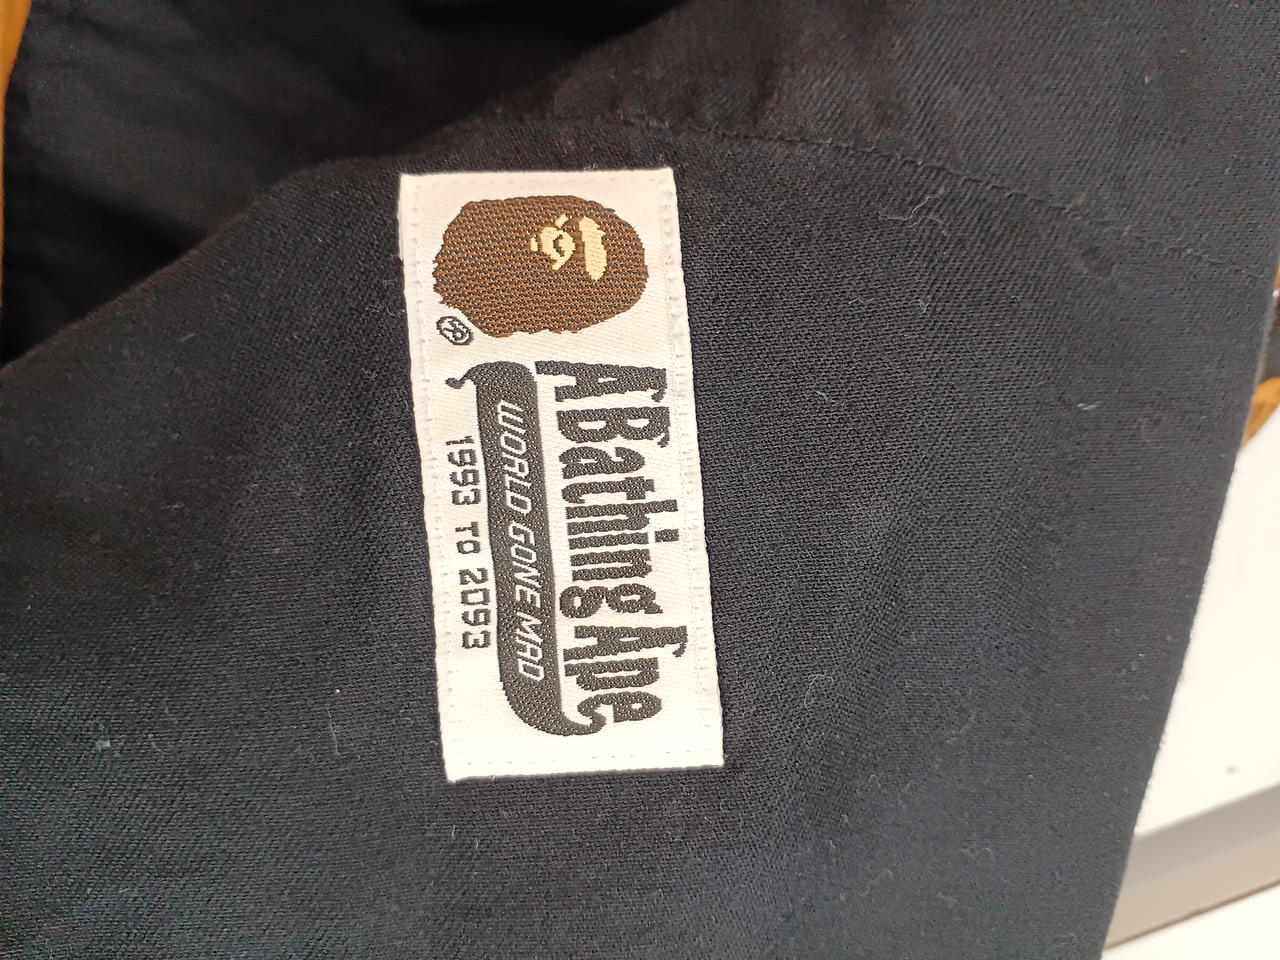 A Bathing Ape
WORLD GONE MAD
1993 TO 2093
®